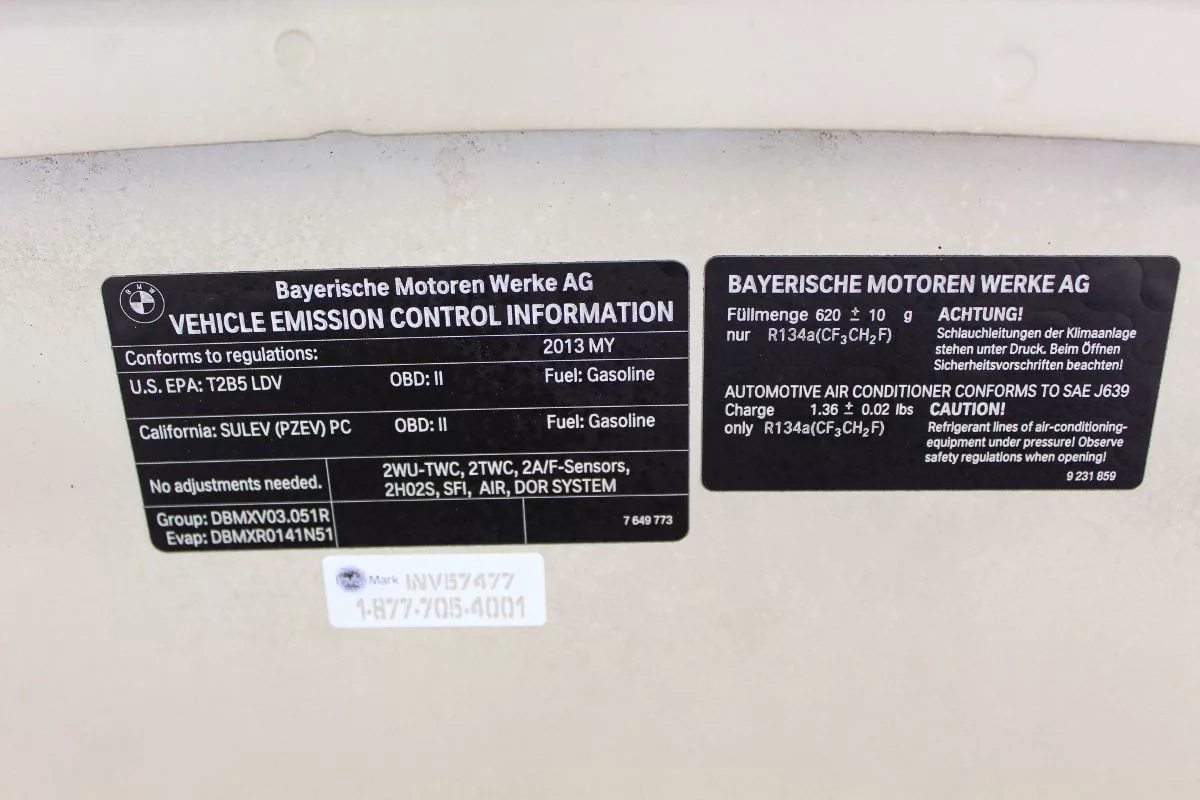 BMW
Bayerische Motoren Werke AG
VEHICLE EMISSION CONTROL INFORMATION
Conforms to regulations: 2013 MY
U.S. EPA: T2B5 LDV OBD: II Fuel: Gasoline
California: SULEV (PZEV) PC OBD: II Fuel: Gasoline
No adjustments needed.
2WU-TWC, 2TWC, 2A/F-Sensors,
2H02S, SFI, AIR, DOR SYSTEM
Group: DBMXV03.051R
Evap: DBMXR0141N51
7 649 773
BAYERISCHE MOTOREN WERKE AG
Füllmenge 620 ± 10 g
nur R134a(CF₃CH₂F)
ACHTUNG!
Schlauchleitungen der Klimaanlage
stehen unter Druck. Beim Öffnen
Sicherheitsvorschriften beachten!
AUTOMOTIVE AIR CONDITIONER CONFORMS TO SAE J639
Charge 1.36 ± 0.02 lbs
only R134a(CF₃CH₂F)
CAUTION!
Refrigerant lines of air-conditioning-
equipment under pressure! Observe
safety regulations when opening!
9 231 859
Mark INV57477
1-877-705-4001